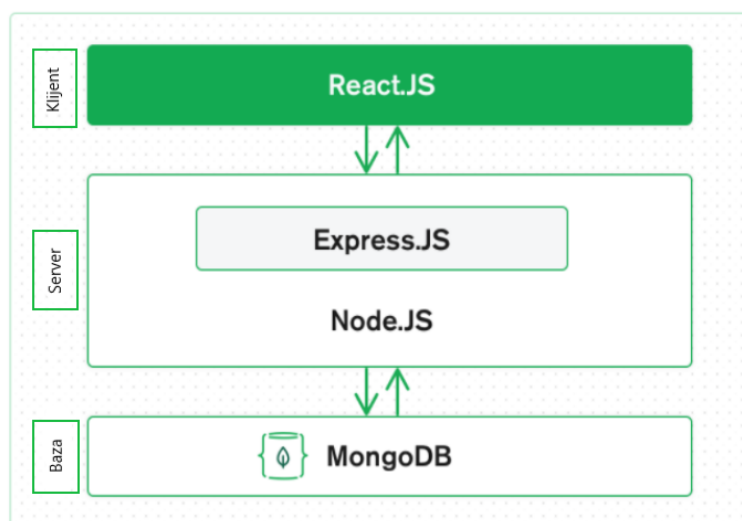 Klijent
React.JS
Server
Express.JS
Node.JS
Baza
MongoDB